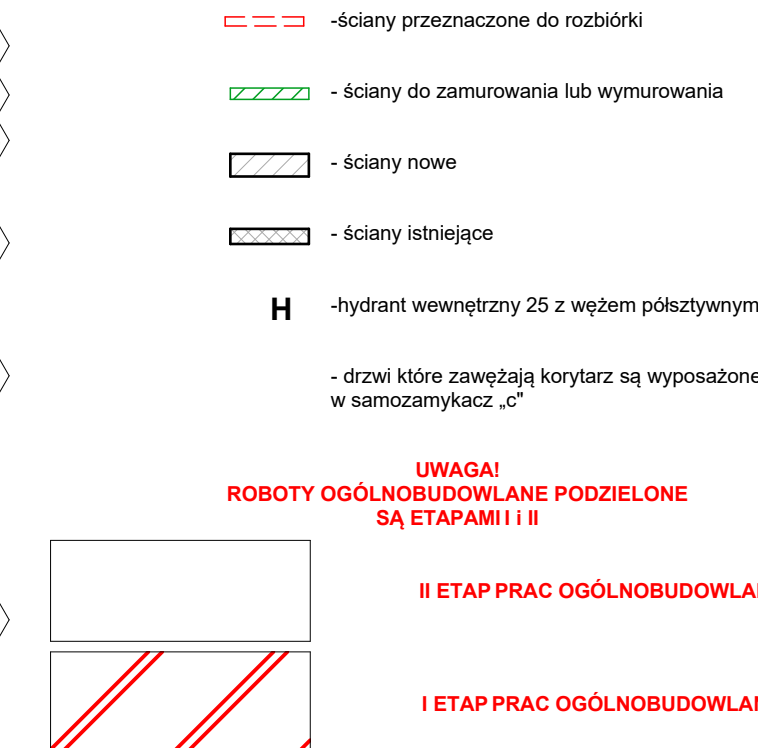 -ściany przeznaczone do rozbiórki
- ściany do zamurowania lub wymurowania
- ściany nowe
- ściany istniejące
H -hydrant wewnętrzny 25 z wężem półsztywnym
- drzwi które zawężają korytarz są wyposażone
w samozamykacz „c"
UWAGA!
ROBOTY OGÓLNOBUDOWLANE PODZIELONE
SĄ ETAPAMI I i II
II ETAP PRAC
I ETAP PRAC